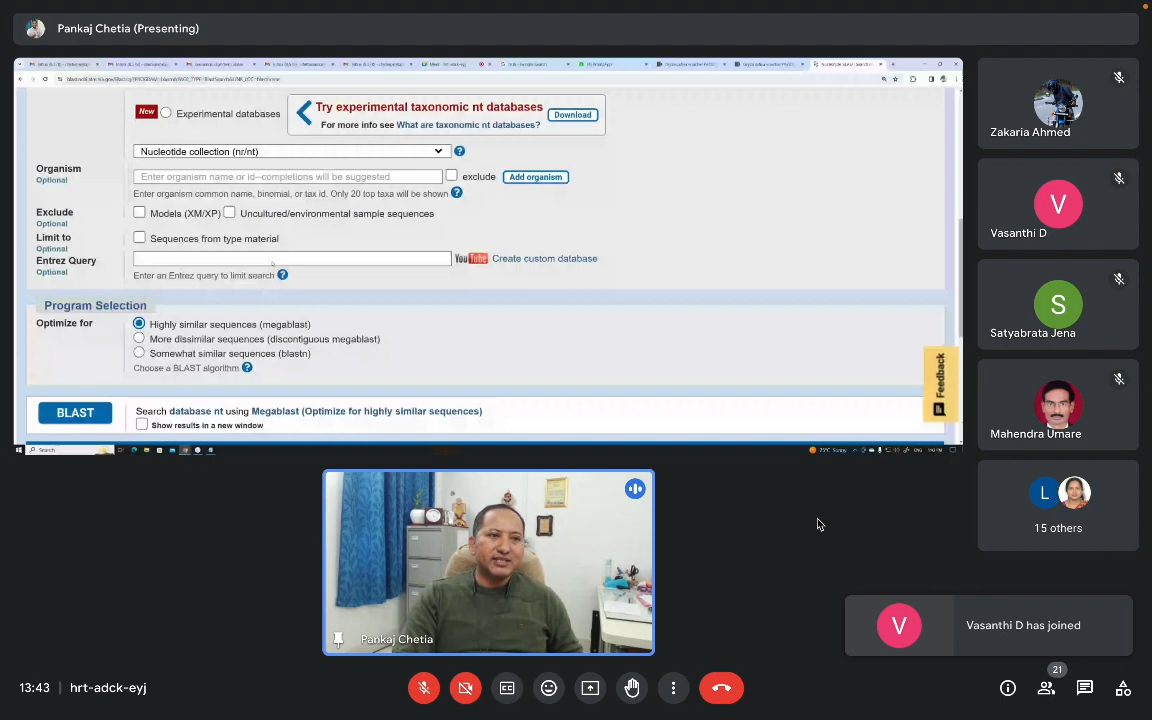 Pankaj Chetia (Presenting)
New Experimental databases
Try experimental taxonomic nt databases
For more info see What are taxonomic nt databases?
Download
Nucleotide collection (nr/nt)
Organism
Optional
Enter organism name or id--completions will be suggested
exclude
Add organism
Enter organism common name, binomial, or tax id. Only 20 top taxa will be shown
Exclude
Optional
Models (XM/XP) Uncultured/environmental sample sequences
Limit to
Optional
Sequences from type material
Entrez Query
Optional
YouTube Create custom database
Enter an Entrez query to limit search
Program Selection
Optimize for
Highly similar sequences (megablast)
More dissimilar sequences (discontiguous megablast)
Somewhat similar sequences (blastn)
Choose a BLAST algorithm
Feedback
BLAST
Search database nt using Megablast (Optimize for highly similar sequences)
Show results in a new window
Search
Zakaria Ahmed
V
Vasanthi D
S
Satyabrata Jena
Mahendra Umare
L
15 others
Pankaj Chetia
V
Vasanthi D has joined
13:43 | hrt-adck-eyj
21